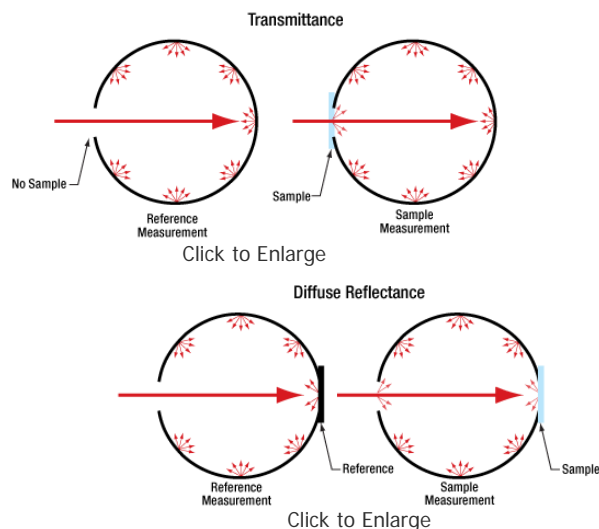 Transmittance
No Sample
Sample
Reference
Measurement
Sample
Measurement
Click to Enlarge
Diffuse Reflectance
Reference
Sample
Reference
Measurement
Sample
Measurement
Click to Enlarge